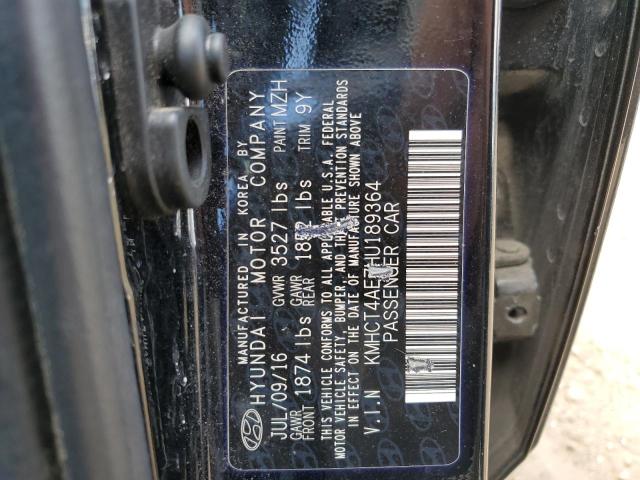 MANUFACTURED IN KOREA BY
HYUNDAI MOTOR COMPANY
JUL/09/16 GVWR 3527 lbs PAINT MZH
GAWR FRONT 1874 lbs GAWR REAR lbs TRIM 9Y
THIS VEHICLE CONFORMS TO ALL APPLICABLE U.S.A. FEDERAL
MOTOR VEHICLE SAFETY, BUMPER, AND THEFT PREVENTION STANDARDS
IN EFFECT ON THE DATE OF MANUFACTURE SHOWN ABOVE
V.I.N
PASSENGER CAR